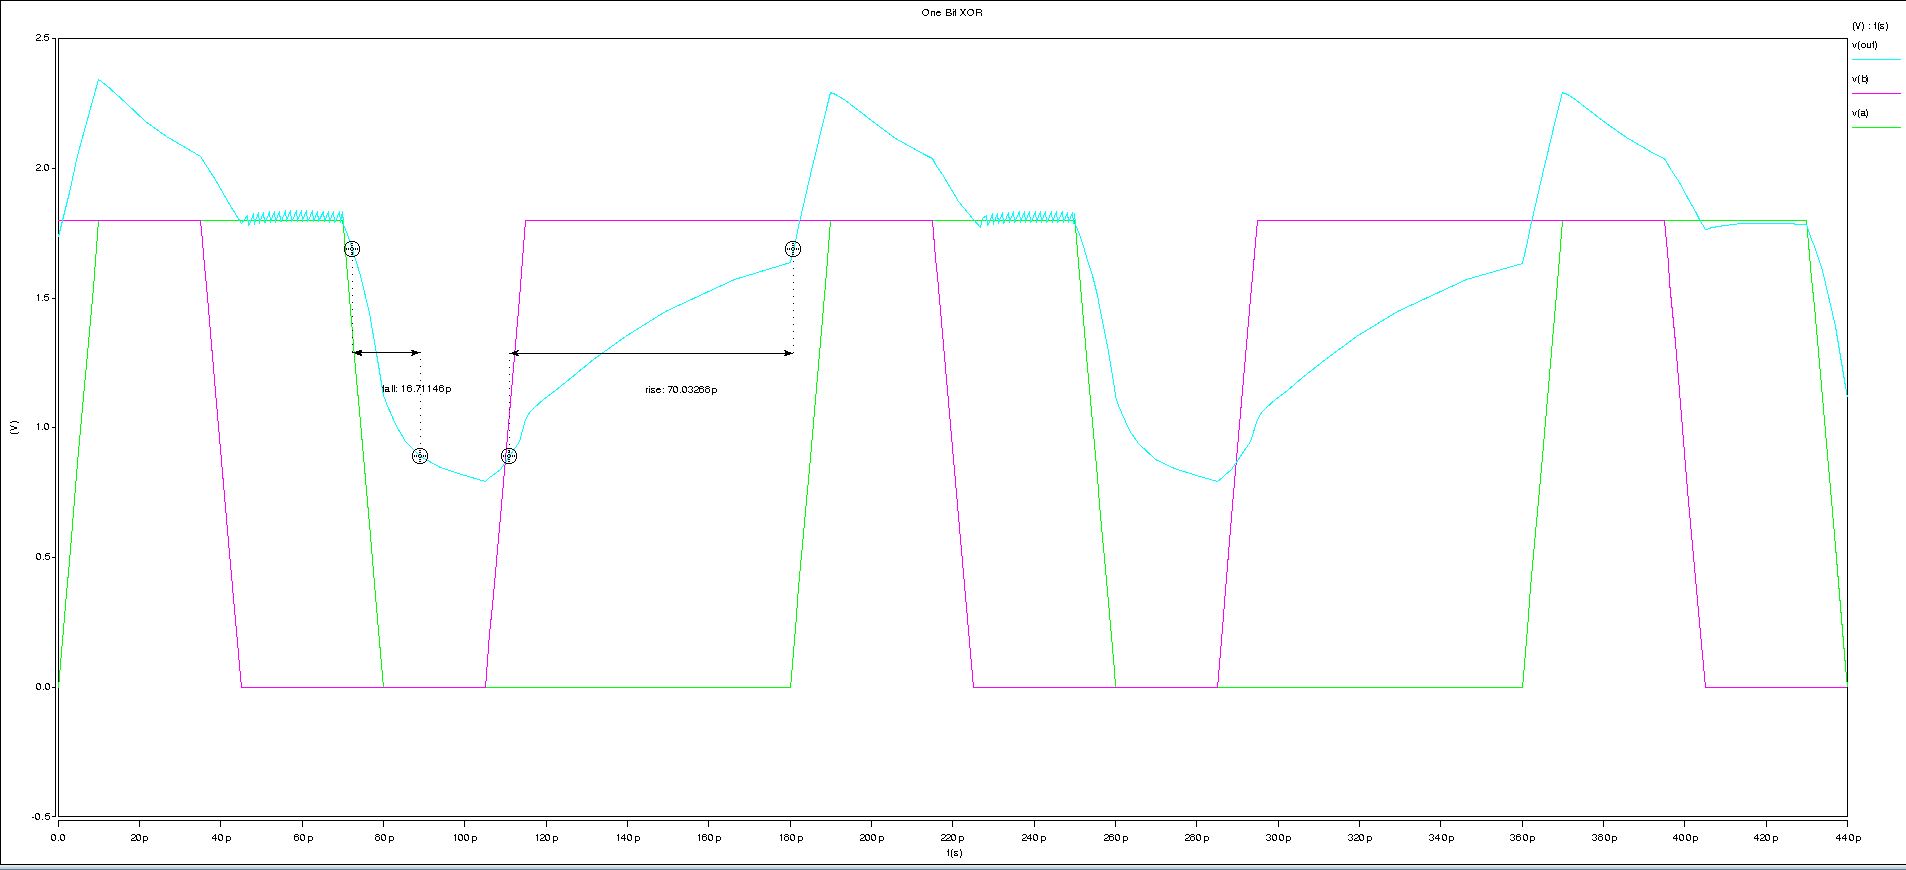 One Bit XOR
(V) : t(s)
v(out)
v(b)
v(a)
2.5
2.0
1.5
fall: 16.71146p
rise: 70.03266p
1.0
(V)
0.5
0.0
-0.5
0.0 20p 40p 60p 80p 100p 120p 140p 160p 180p 200p 220p 240p 260p 280p 300p 320p 340p 360p 380p 400p 420p 440p
t(s)